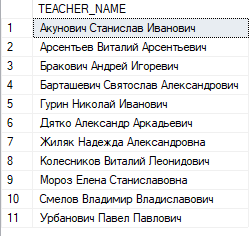 TEACHER_NAME
1 Акунович Станислав Иванович
2 Арсентьев Виталий Арсентьевич
3 Бракович Андрей Игоревич
4 Барташевич Святослав Александрович
5 Гурин Николай Иванович
6 Дятко Александр Аркадьевич
7 Жиляк Надежда Александровна
8 Колесников Виталий Леонидович
9 Мороз Елена Станиславовна
10 Смелов Владимир Владиславович
11 Урбанович Павел Павлович